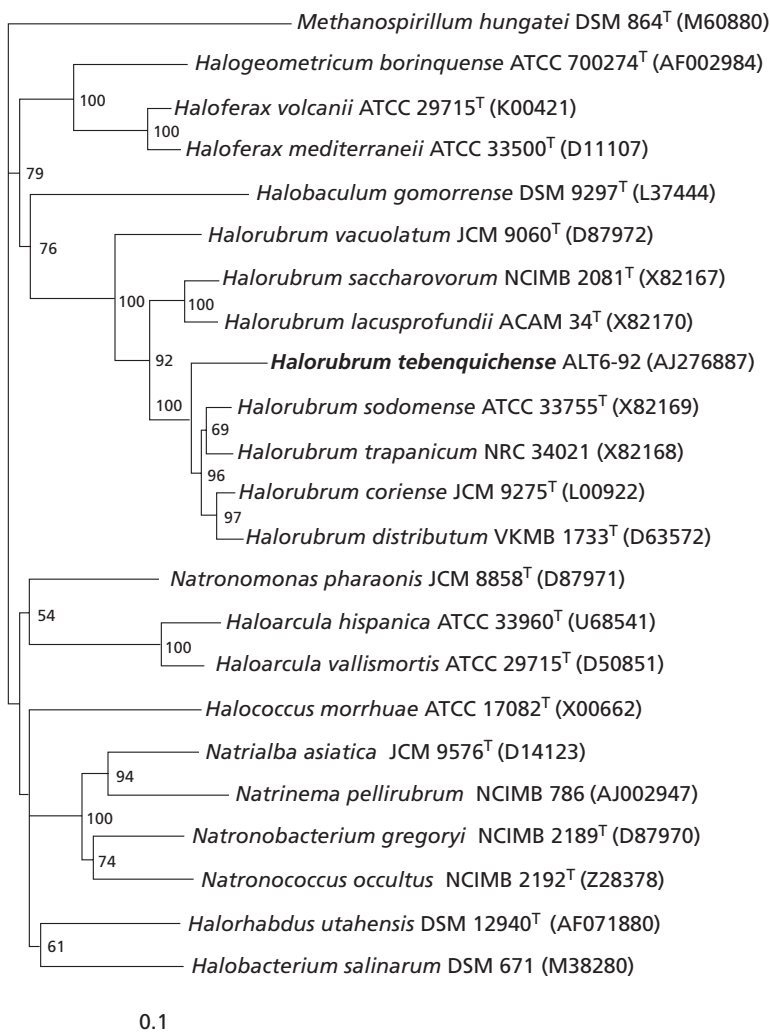 Methanospirillum hungatei DSM 864T (M60880)
Halogeometricum borinquense ATCC 700274T (AF002984)
100
Haloferax volcanii ATCC 29715T (K00421)
100
Haloferax mediterraneii ATCC 33500T (D11107)
79
Halobaculum gomorrense DSM 9297T (L37444)
76
Halorubrum vacuolatum JCM 9060T (D87972)
Halorubrum saccharovorum NCIMB 2081T (X82167)
100
100
Halorubrum lacusprofundii ACAM 34T (X82170)
92
Halorubrum tebenquichense ALT6-92 (AJ276887)
100
Halorubrum sodomense ATCC 33755T (X82169)
69
Halorubrum trapanicum NRC 34021 (X82168)
96
Halorubrum coriense JCM 9275T (L00922)
97
Halorubrum distributum VKMB 1733T (D63572)
Natronomonas pharaonis JCM 8858T (D87971)
54
Haloarcula hispanica ATCC 33960T (U68541)
100
Haloarcula vallismortis ATCC 29715T (D50851)
Halococcus morrhuae ATCC 17082T (X00662)
Natrialba asiatica JCM 9576T (D14123)
94
Natrinema pellirubrum NCIMB 786 (AJ002947)
100
Natronobacterium gregoryi NCIMB 2189T (D87970)
74
Natronococcus occultus NCIMB 2192T (Z28378)
Halorhabdus utahensis DSM 12940T (AF071880)
61
Halobacterium salinarum DSM 671 (M38280)
0.1